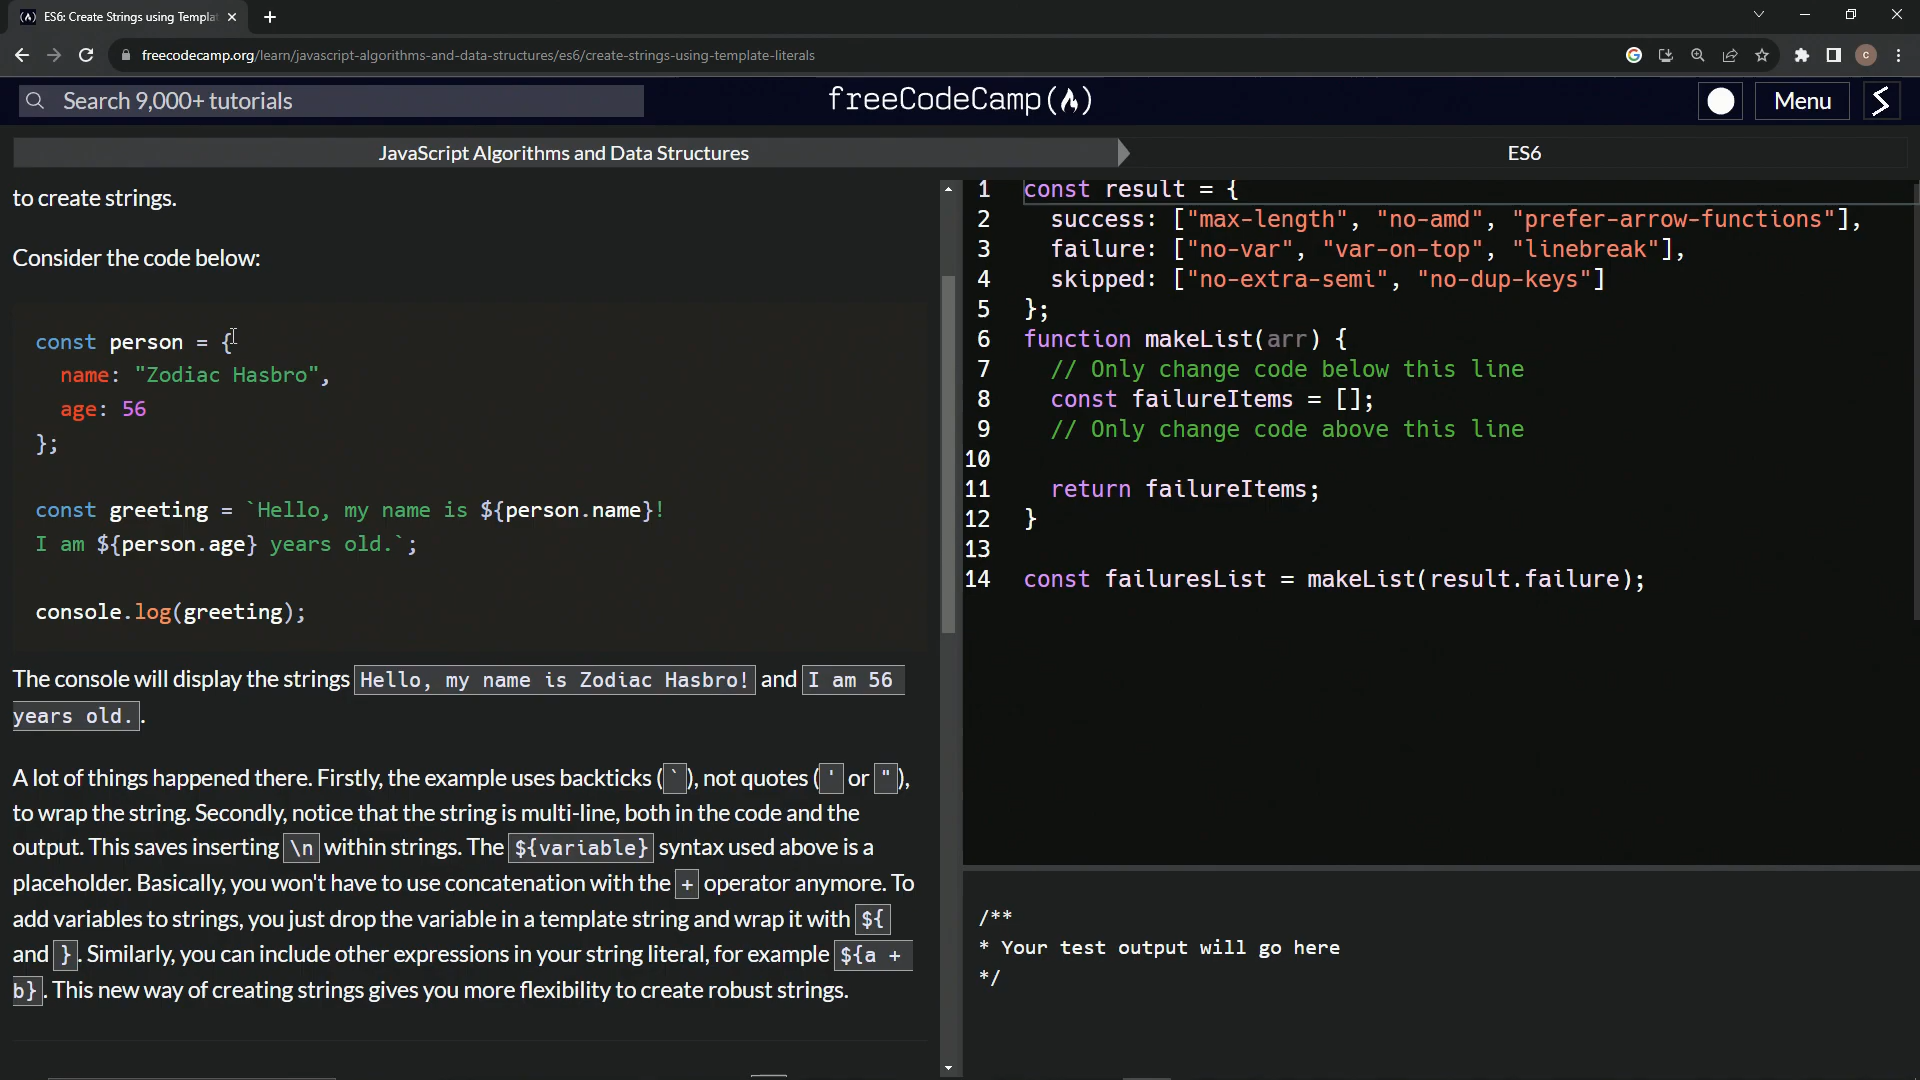 ES6: Create Strings using Templa
freecodecamp.org/learn/javascript-algorithms-and-data-structures/es6/create-strings-using-template-literals
Search 9,000+ tutorials
freeCodeCamp
Menu
JavaScript Algorithms and Data Structures
ES6
to create strings.
Consider the code below:
const person = {
name: "Zodiac Hasbro",
age: 56
};
const greeting = `Hello, my name is ${person.name}!
I am ${person.age} years old.`;
console.log(greeting);
The console will display the strings Hello, my name is Zodiac Hasbro! and I am 56
years old..
A lot of things happened there. Firstly, the example uses backticks (`), not quotes (' or "),
to wrap the string. Secondly, notice that the string is multi-line, both in the code and the
output. This saves inserting \n within strings. The ${variable} syntax used above is a
placeholder. Basically, you won't have to use concatenation with the + operator anymore. To
add variables to strings, you just drop the variable in a template string and wrap it with ${
and }. Similarly, you can include other expressions in your string literal, for example ${a +
b}. This new way of creating strings gives you more flexibility to create robust strings.
1 const result = {
2 success: ["max-length", "no-amd", "prefer-arrow-functions"],
3 failure: ["no-var", "var-on-top", "linebreak"],
4 skipped: ["no-extra-semi", "no-dup-keys"]
5 };
6 function makeList(arr) {
7 // Only change code below this line
8 const failureItems = [];
9 // Only change code above this line
10
11 return failureItems;
12 }
13
14 const failuresList = makeList(result.failure);
/**
* Your test output will go here
*/